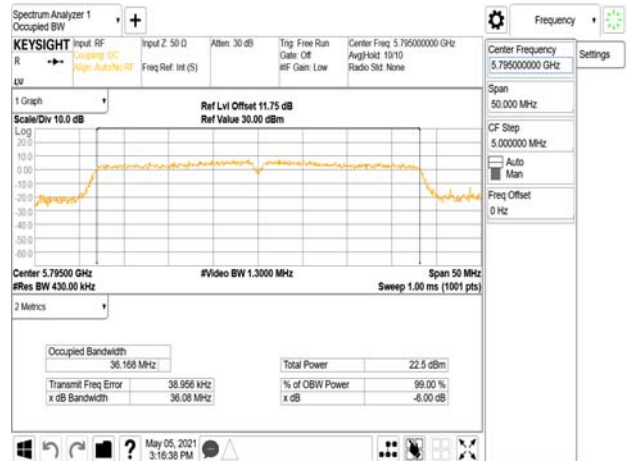 Spectrum Analyzer 1
Occupied BW
Frequency
KEYSIGHT
Input: RF
Coupling: DC
Align: Auto/No RF
Input Z: 50 Ω
Freq Ref: Int (S)
Atten: 30 dB
Trig: Free Run
Gate: Off
#IF Gain: Low
Center Freq: 5.795000000 GHz
Avg|Hold: 10/10
Radio Std: None
R
Center Frequency
5.795000000 GHz
Settings
Span
50.000 MHz
CF Step
5.000000 MHz
Auto
Man
Freq Offset
0 Hz
1 Graph
Scale/Div 10.0 dB
Ref Lvl Offset 11.75 dB
Ref Value 30.00 dBm
Log
20.0
10.0
0.00
-10.0
-20.0
-30.0
-40.0
-50.0
-60.0
Center 5.79500 GHz
#Res BW 430.00 kHz
#Video BW 1.3000 MHz
Span 50 MHz
Sweep 1.00 ms (1001 pts)
2 Metrics
Occupied Bandwidth
36.168 MHz
Total Power 22.5 dBm
Transmit Freq Error 38.956 kHz
% of OBW Power 99.00 %
x dB Bandwidth 36.08 MHz
x dB -6.00 dB
?
May 05, 2021
3:16:38 PM